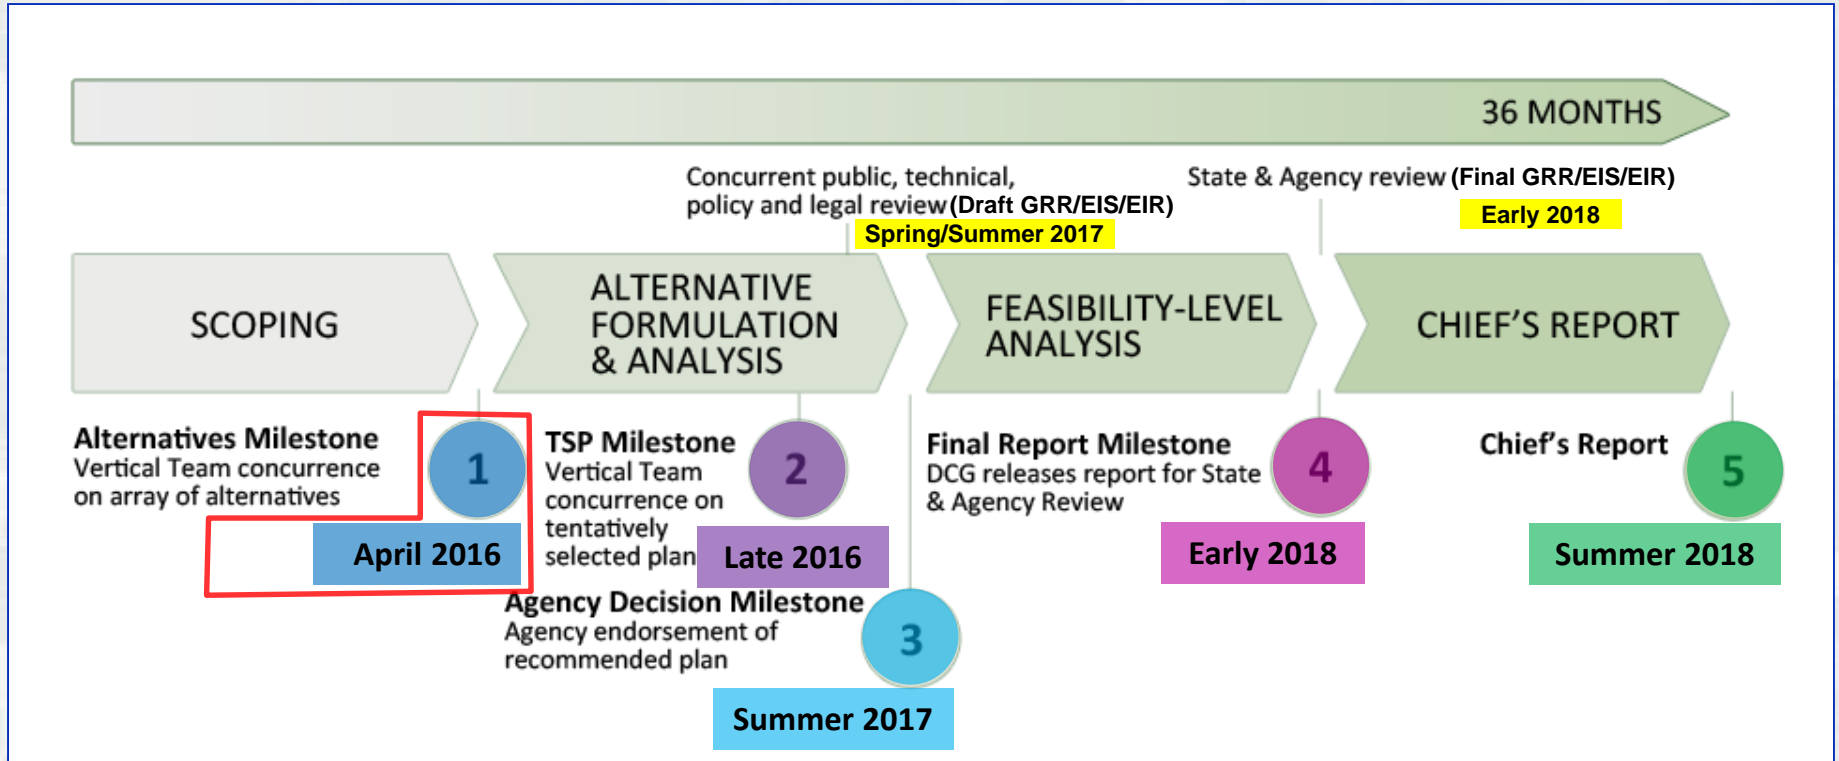 36 MONTHS
Concurrent public, technical,
policy and legal review (Draft GRR/EIS/EIR)
Spring/Summer 2017
State & Agency review (Final GRR/EIS/EIR)
Early 2018
SCOPING
ALTERNATIVE
FORMULATION
& ANALYSIS
FEASIBILITY-LEVEL
ANALYSIS
CHIEF’S REPORT
Alternatives Milestone
Vertical Team concurrence
on array of alternatives
1
April 2016
TSP Milestone
Vertical Team
concurrence on
tentatively
selected plan
2
Late 2016
Agency Decision Milestone
Agency endorsement of
recommended plan
3
Summer 2017
Final Report Milestone
DCG releases report for State
& Agency Review
4
Early 2018
Chief’s Report
5
Summer 2018